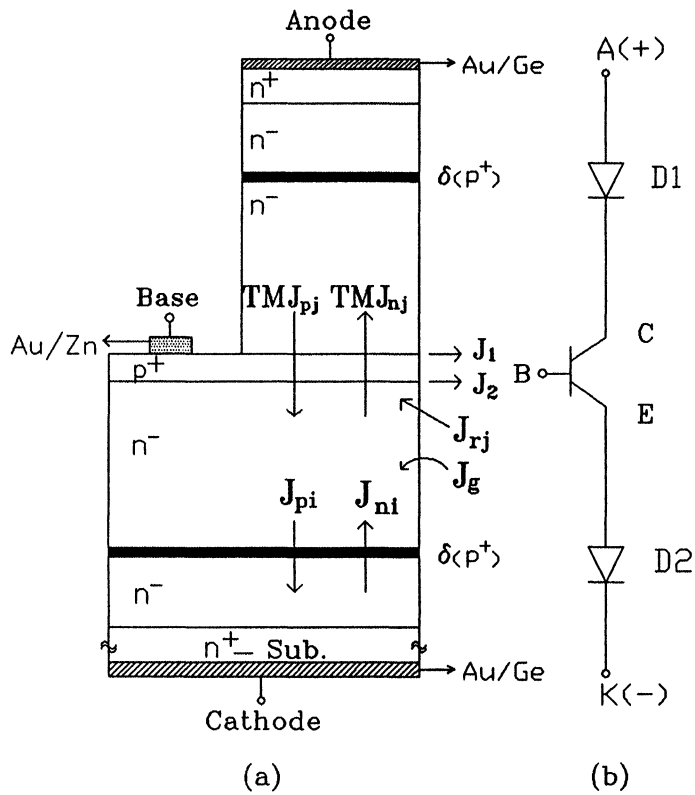 Anode
Au/Ge
n+
n−
δ(p+)
n−
TMJpj TMJnj
Base
Au/Zn
p+
J1
J2
n−
Jrj
Jg
Jpi Jni
δ(p+)
n−
n+− Sub.
Au/Ge
Cathode
(a)
A(+)
D1
C
B
E
D2
K(−)
(b)